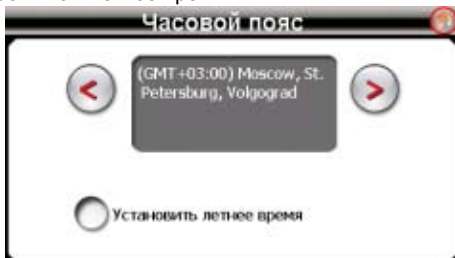 Часовой пояс
(GMT+03:00) Moscow, St.
Petersburg, Volgograd
Установить летнее время